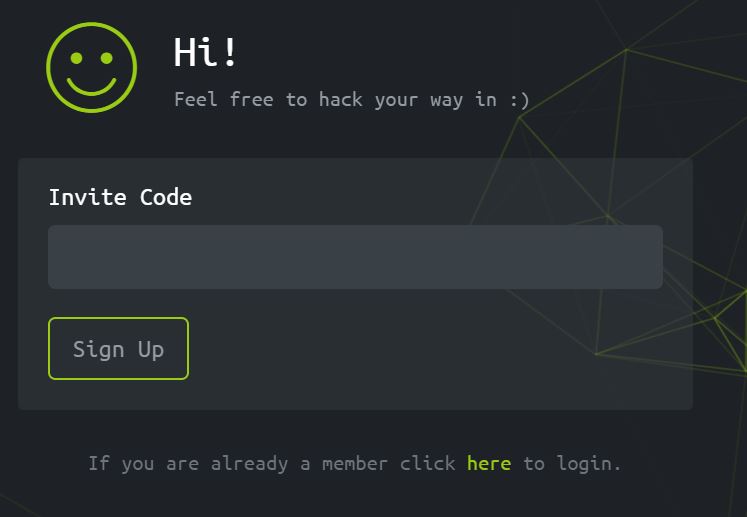 Hi!
Feel free to hack your way in :)
Invite Code
Sign Up
If you are already a member click here to login.